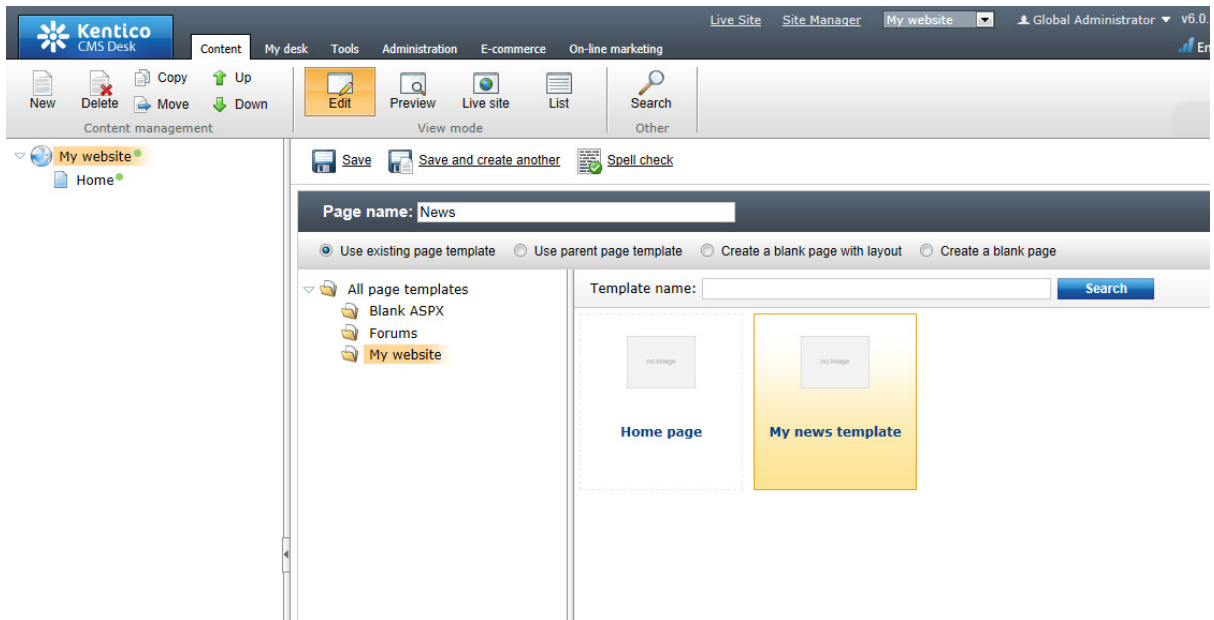 Live Site Site Manager My website Global Administrator v6.0.
Kentico
CMS Desk
Content My desk Tools Administration E-commerce On-line marketing En
New Delete Copy Move Up Down Edit Preview Live site List Search
Content management View mode Other
My website
Home
Save Save and create another Spell check
Page name: News
Use existing page template Use parent page template Create a blank page with layout Create a blank page
All page templates
Blank ASPX
Forums
My website
Template name: Search
no image no image
Home page My news template